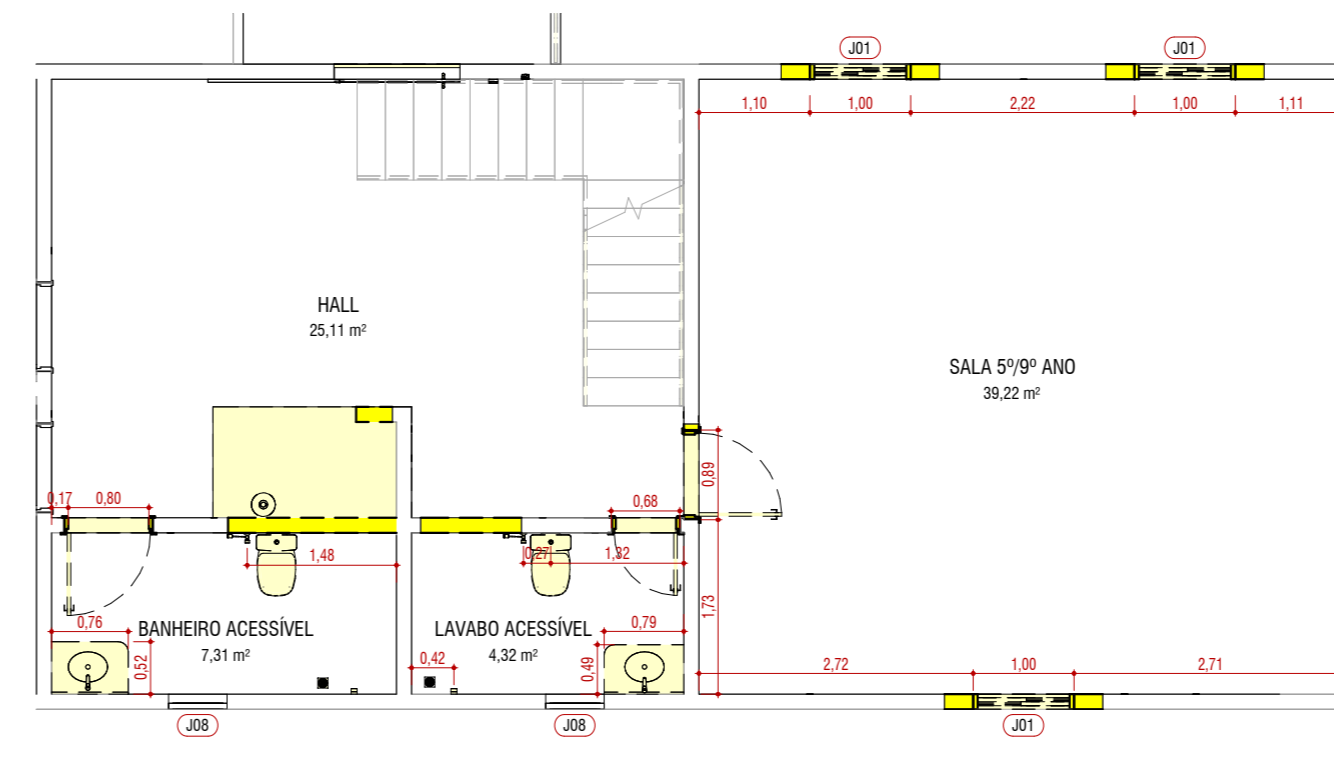 J01
J01
1,10
1,00
2,22
1,00
1,11
HALL
25,11 m²
SALA 5º/9º ANO
39,22 m²
0,89
0,17
0,80
0,68
1,48
0,27
1,32
1,73
0,76
BANHEIRO ACESSÍVEL
7,31 m²
0,52
LAVABO ACESSÍVEL
4,32 m²
0,79
0,42
0,49
2,72
1,00
2,71
J08
J08
J01